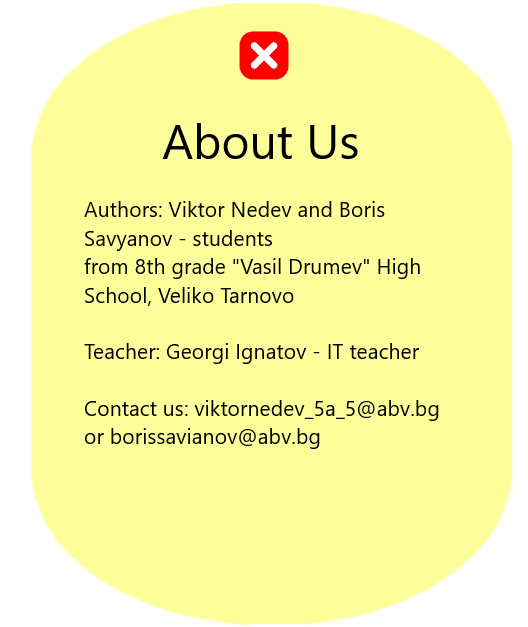 About Us
Authors: Viktor Nedev and Boris
Savyanov - students
from 8th grade "Vasil Drumev" High
School, Veliko Tarnovo
Teacher: Georgi Ignatov - IT teacher
Contact us: viktornedev_5a_5@abv.bg
or borissavianov@abv.bg